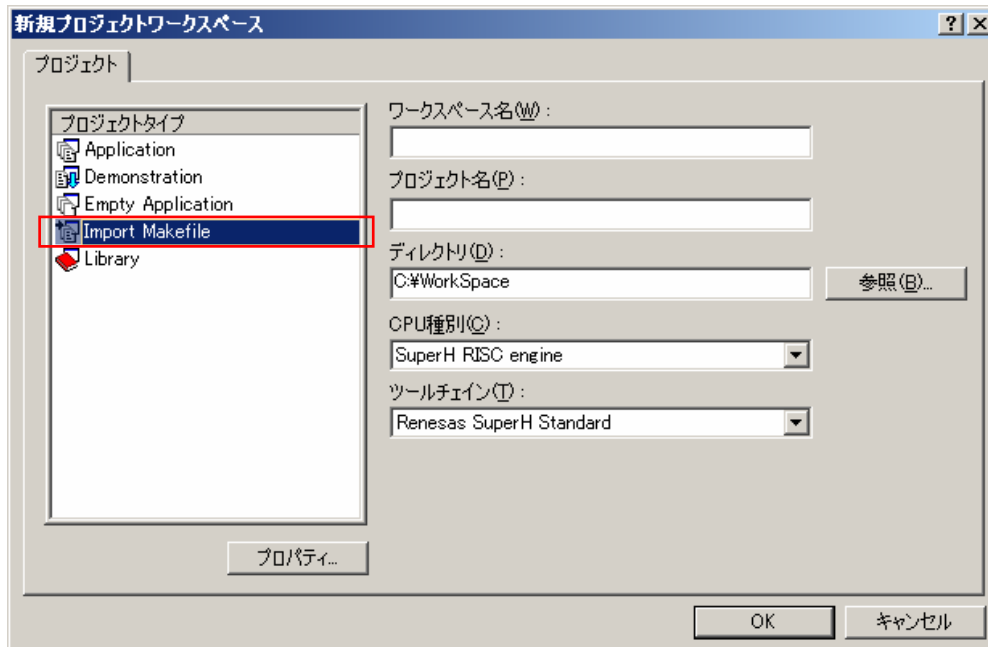 新規プロジェクトワークスペース
プロジェクト
プロジェクトタイプ
Application
Demonstration
Empty Application
Import Makefile
Library
プロパティ...
ワークスペース名(W):
プロジェクト名(P):
ディレクトリ(D):
C:¥WorkSpace
参照(B)...
CPU種別(C):
SuperH RISC engine
ツールチェイン(T):
Renesas SuperH Standard
OK
キャンセル